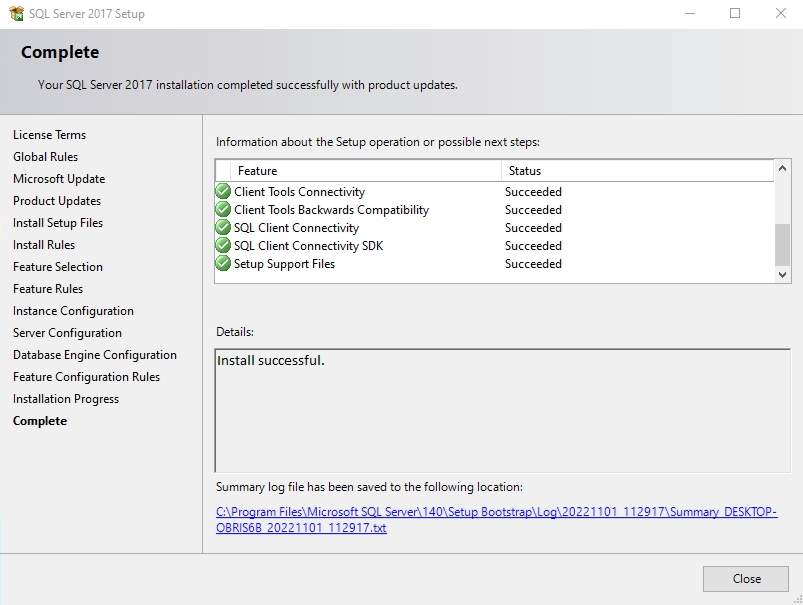 SQL Server 2017 Setup
Complete
Your SQL Server 2017 installation completed successfully with product updates.
License Terms
Global Rules
Microsoft Update
Product Updates
Install Setup Files
Install Rules
Feature Selection
Feature Rules
Instance Configuration
Server Configuration
Database Engine Configuration
Feature Configuration Rules
Installation Progress
Complete
Information about the Setup operation or possible next steps:
Feature Status
Client Tools Connectivity Succeeded
Client Tools Backwards Compatibility Succeeded
SQL Client Connectivity Succeeded
SQL Client Connectivity SDK Succeeded
Setup Support Files Succeeded
Details:
Install successful.
Summary log file has been saved to the following location:
C:\Program Files\Microsoft SQL Server\140\Setup Bootstrap\Log\20221101_112917\Summary_DESKTOP-
OBRIS6B_20221101_112917.txt
Close